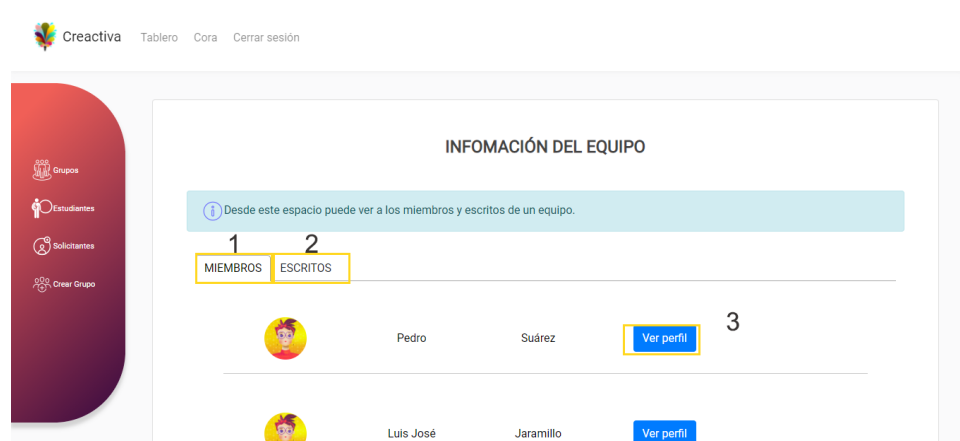 Creactiva Tablero Cora Cerrar sesión
INFOMACIÓN DEL EQUIPO
Grupos
Estudiantes
Solicitantes
Crear Grupo
Desde este espacio puede ver a los miembros y escritos de un equipo.
1 2
MIEMBROS ESCRITOS
3
Pedro Suárez Ver perfil
Luis José Jaramillo Ver perfil